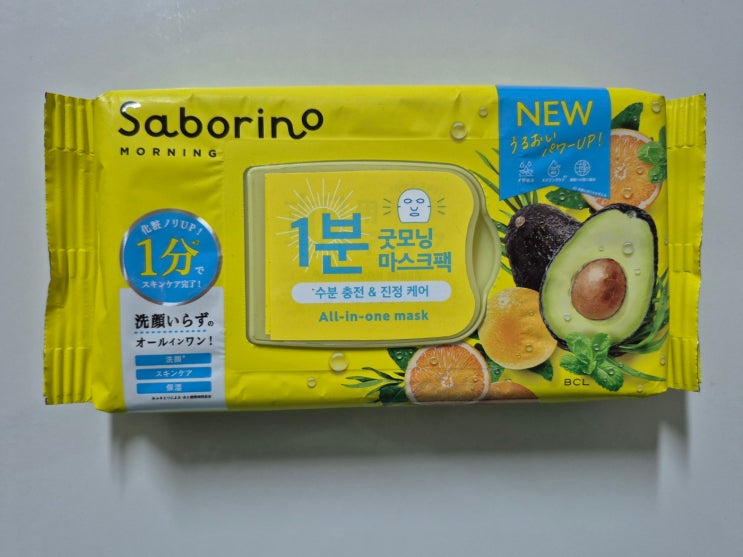 Saborino
MORNING
NEW
うるおい
パワーUP!
化粧ノリUP!
1分で
スキンケア完了!
洗顔いらずの
オールインワン!
洗顔*
スキンケア
保湿
1분 굿모닝
마스크팩
*수분 충전 & 진정 케어
All-in-one mask
BCL